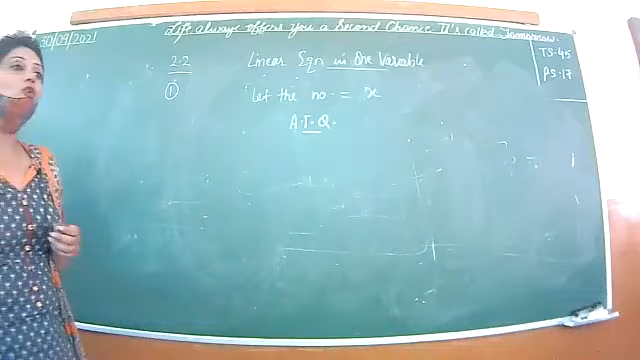 Life always offers you a Second Chance It's called Tomorrow.
30/09/2021
TS-45
PS-17
2.2 Linear Eqn in One Variable
① let the no. = x
A.T.Q.